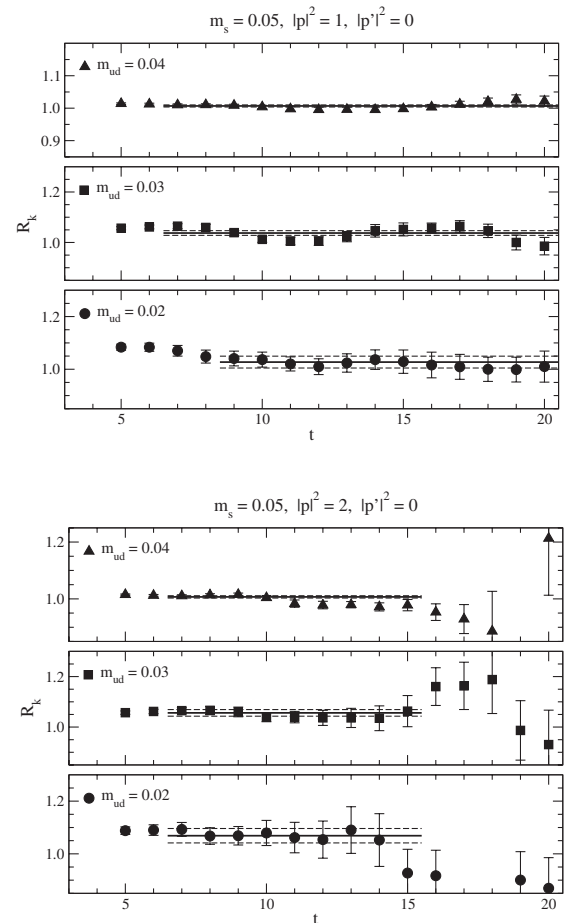 m_s = 0.05, |p|^2 = 1, |p'|^2 = 0
1.1
m_ud = 0.04
1.0
0.9
1.2
m_ud = 0.03
R_k
1.0
1.2
m_ud = 0.02
1.0
5 10 15 20
t
m_s = 0.05, |p|^2 = 2, |p'|^2 = 0
1.2
m_ud = 0.04
1.0
1.2
m_ud = 0.03
R_k
1.0
1.2
m_ud = 0.02
1.0
5 10 15 20
t